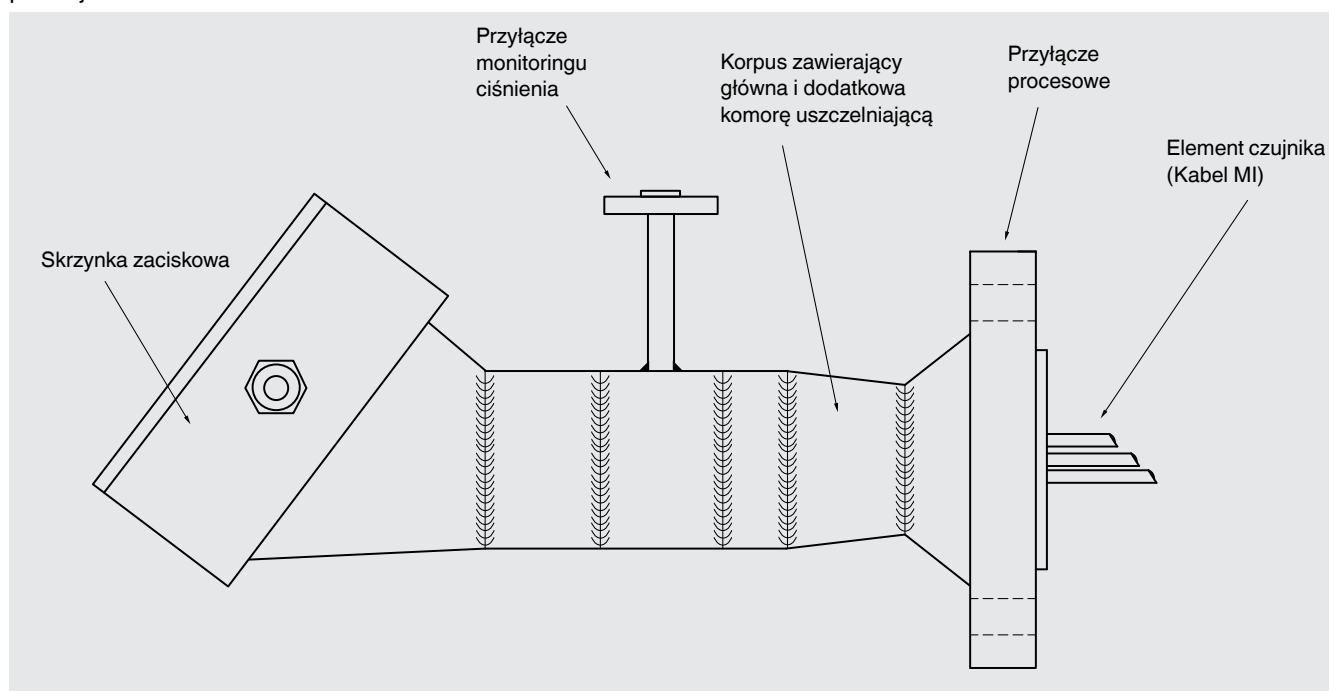 Przyłącze
monitoringu
ciśnienia
Korpus zawierający
główna i dodatkowa
komorę uszczelniającą
Przyłącze
procesowe
Element czujnika
(Kabel MI)
Skrzynka zaciskowa